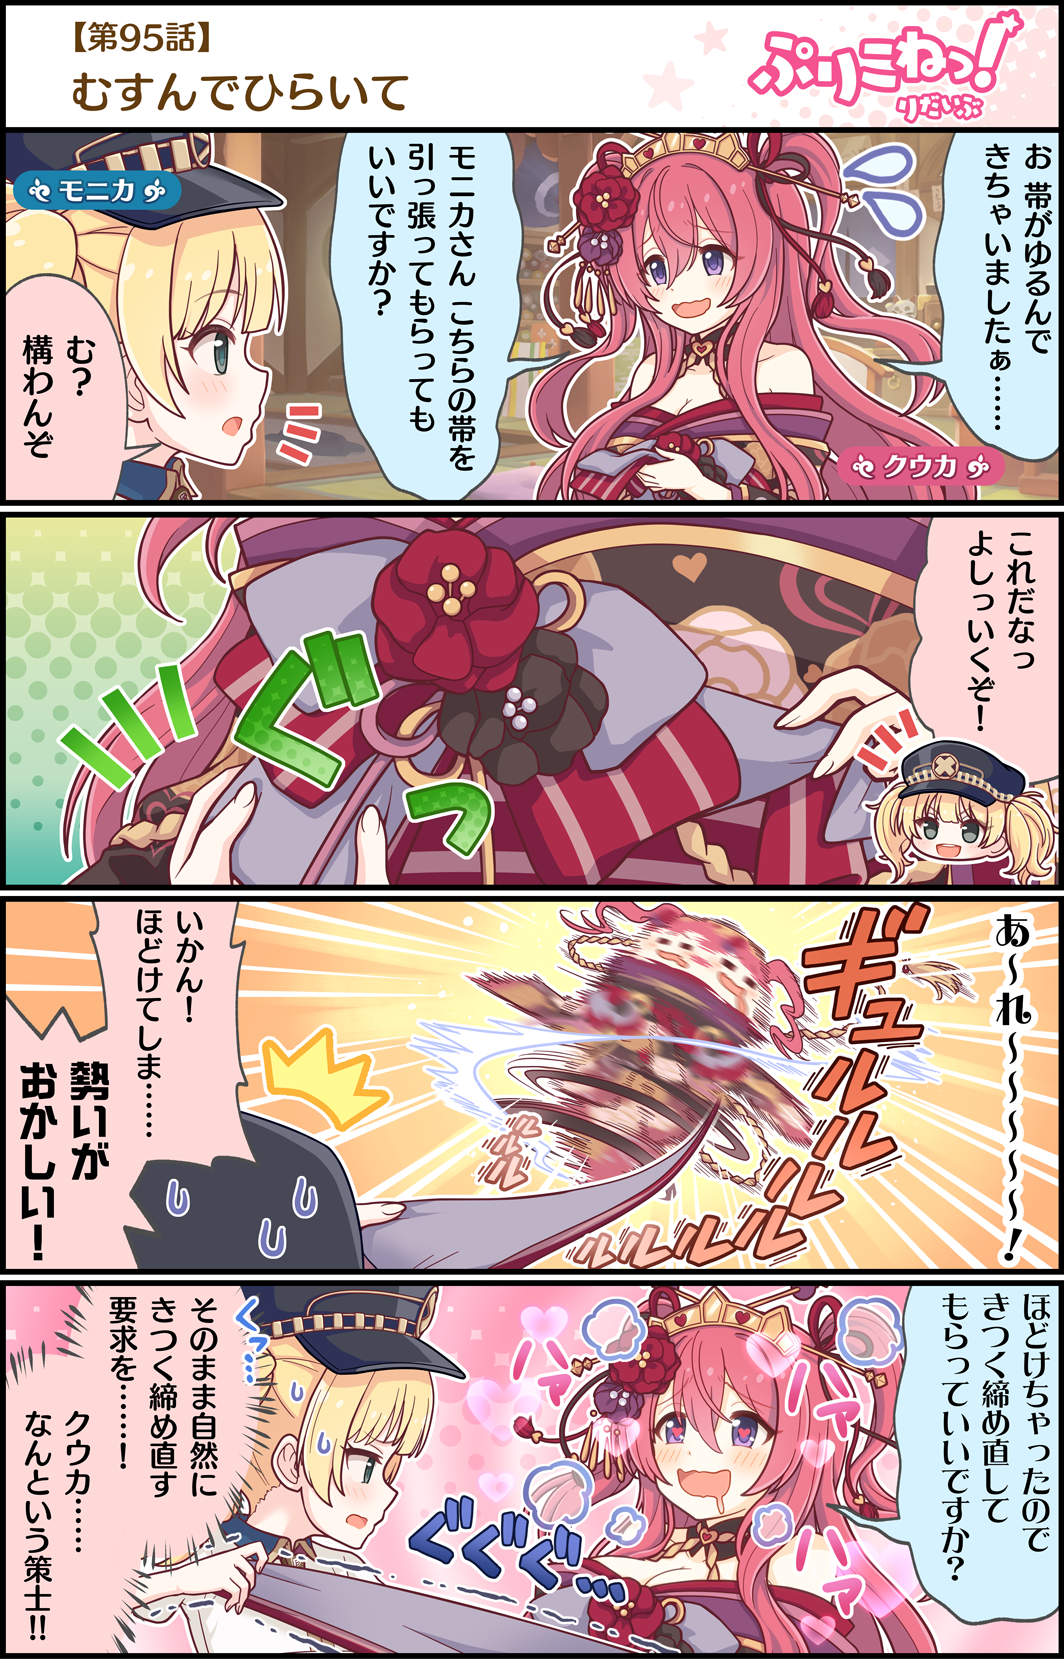 【第95話】
むすんでひらいて
ぷりこねっ!
りだいぶ
お 帯がゆるんで
きちゃいましたぁ……
モニカさん こちらの帯を
引っ張ってもらっても
いいですか?
モニカ
クウカ
む?
構わんぞ
これだなっ
よしっいくぞ!
ぐっ
あ〜れ〜〜〜〜〜〜!
ギュルルルルルルルル
ルルル
いかん!
ほどけてしま……
勢いが
おかしい!
ほどけちゃったので
きつく締め直して
もらっていいですか?
ハァ
ハァ
ハァ
ぐぐぐ…
くっ…
そのまま自然に
きつく締め直す
要求を……!
クウカ……
なんという策士!!